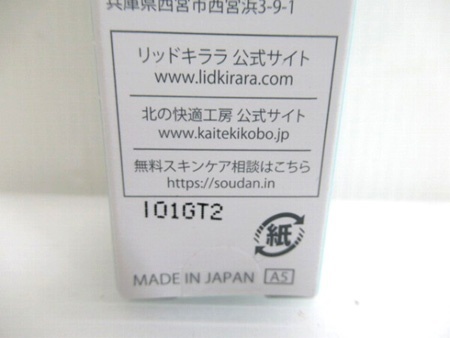 兵庫県西宮市西宮浜3-9-1
リッドキララ 公式サイト
www.lidkirara.com
北の快適工房 公式サイト
www.kaitekikobo.jp
無料スキンケア相談はこちら
https://soudan.in
I01GT2
紙
MADE IN JAPAN A5